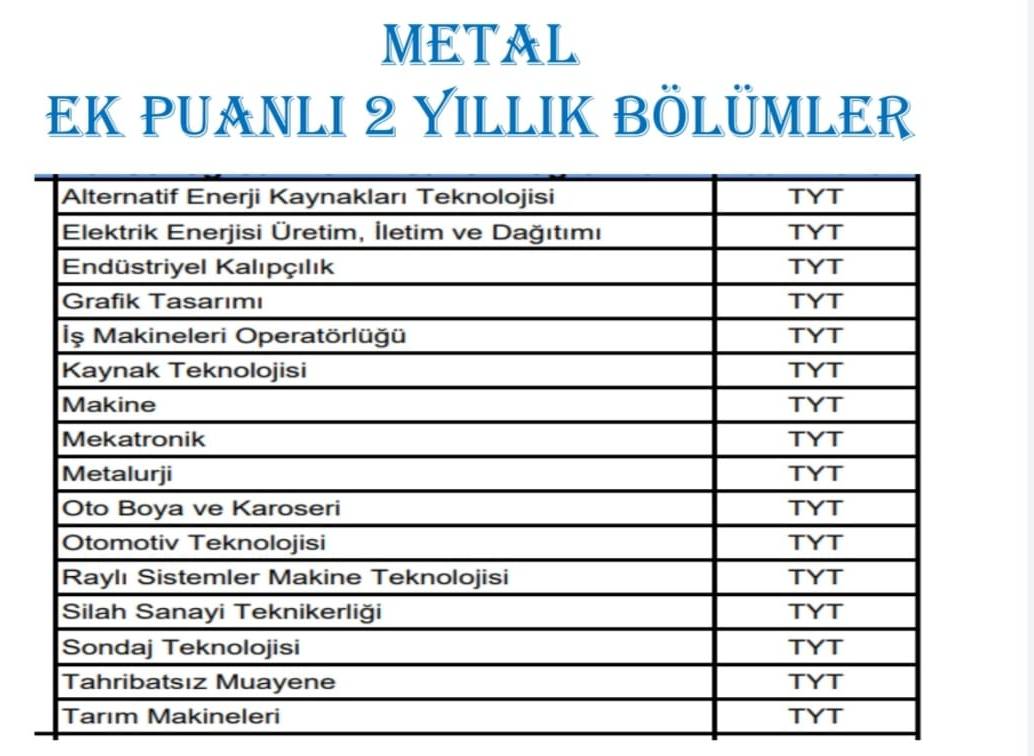 METAL
EK PUANLI 2 YILLIK BÖLÜMLER
Alternatif Enerji Kaynakları Teknolojisi TYT
Elektrik Enerjisi Üretim, İletim ve Dağıtımı TYT
Endüstriyel Kalıpçılık TYT
Grafik Tasarımı TYT
İş Makineleri Operatörlüğü TYT
Kaynak Teknolojisi TYT
Makine TYT
Mekatronik TYT
Metalurji TYT
Oto Boya ve Karoseri TYT
Otomotiv Teknolojisi TYT
Raylı Sistemler Makine Teknolojisi TYT
Silah Sanayi Teknikerliği TYT
Sondaj Teknolojisi TYT
Tahribatsız Muayene TYT
Tarım Makineleri TYT